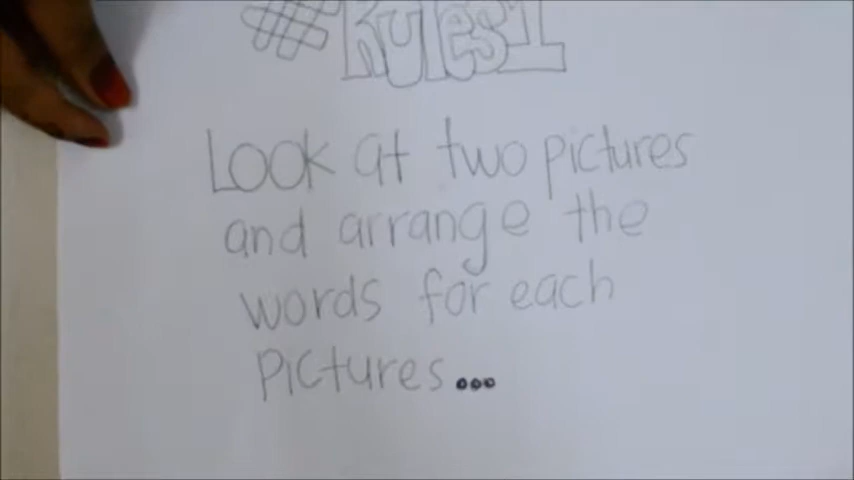 #Rules1
Look at two pictures
and arrange the
words for each
pictures...